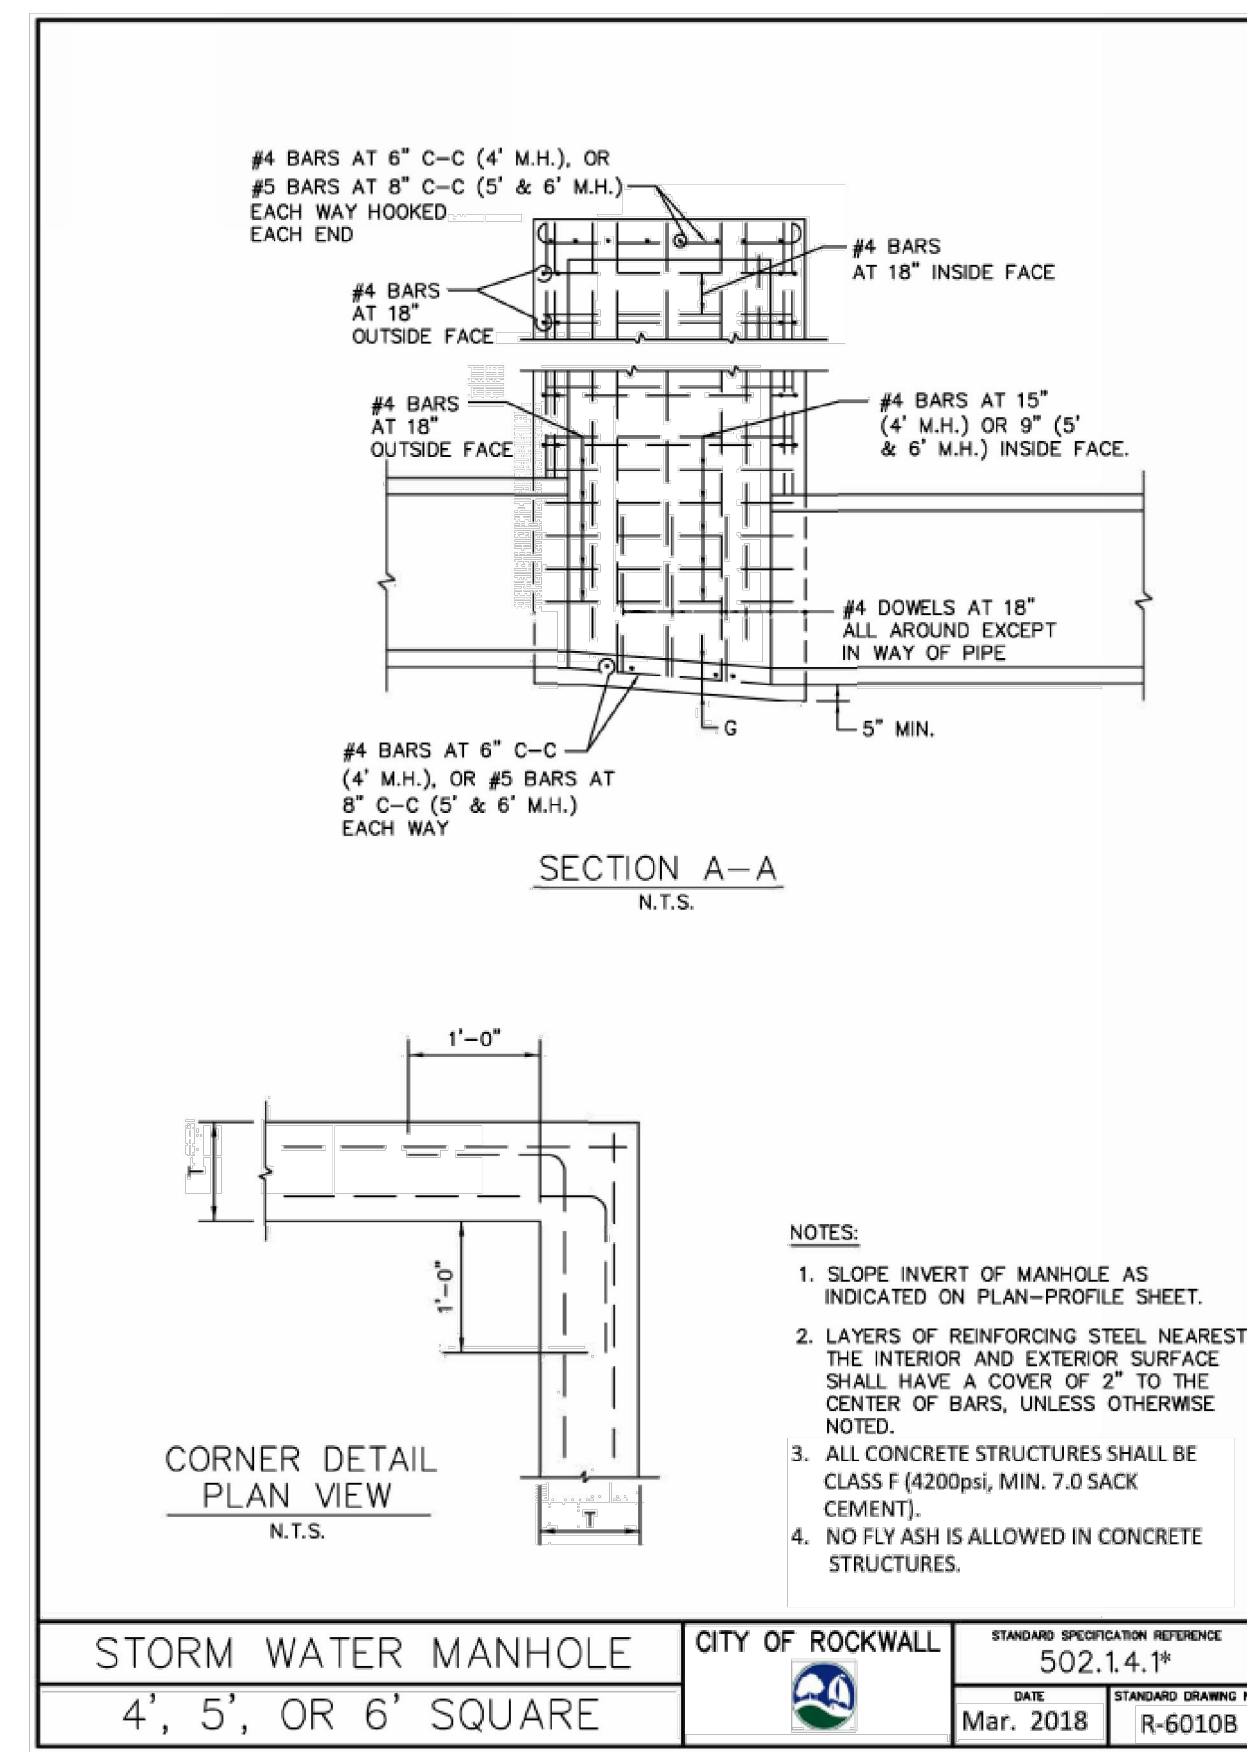 #4 BARS AT 6" C-C (4' M.H.), OR
#5 BARS AT 8" C-C (5' & 6' M.H.)
EACH WAY HOOKED
EACH END
#4 BARS
AT 18" INSIDE FACE
#4 BARS
AT 18"
OUTSIDE FACE
#4 BARS
AT 18"
OUTSIDE FACE
#4 BARS AT 15"
(4' M.H.) OR 9" (5'
& 6' M.H.) INSIDE FACE.
#4 DOWELS AT 18"
ALL AROUND EXCEPT
IN WAY OF PIPE
G
5" MIN.
#4 BARS AT 6" C-C
(4' M.H.), OR #5 BARS AT
8" C-C (5' & 6' M.H.)
EACH WAY
SECTION A-A
N.T.S.
1'-0"
T
1'-0"
T
CORNER DETAIL
PLAN VIEW
N.T.S.
NOTES:
1. SLOPE INVERT OF MANHOLE AS
INDICATED ON PLAN-PROFILE SHEET.
2. LAYERS OF REINFORCING STEEL NEAREST
THE INTERIOR AND EXTERIOR SURFACE
SHALL HAVE A COVER OF 2" TO THE
CENTER OF BARS, UNLESS OTHERWISE
NOTED.
3. ALL CONCRETE STRUCTURES SHALL BE
CLASS F (4200psi, MIN. 7.0 SACK
CEMENT).
4. NO FLY ASH IS ALLOWED IN CONCRETE
STRUCTURES.
STORM WATER MANHOLE
4', 5', OR 6' SQUARE
CITY OF ROCKWALL
STANDARD SPECIFICATION REFERENCE
502.1.4.1*
DATE
Mar. 2018
STANDARD DRAWING
R-6010B